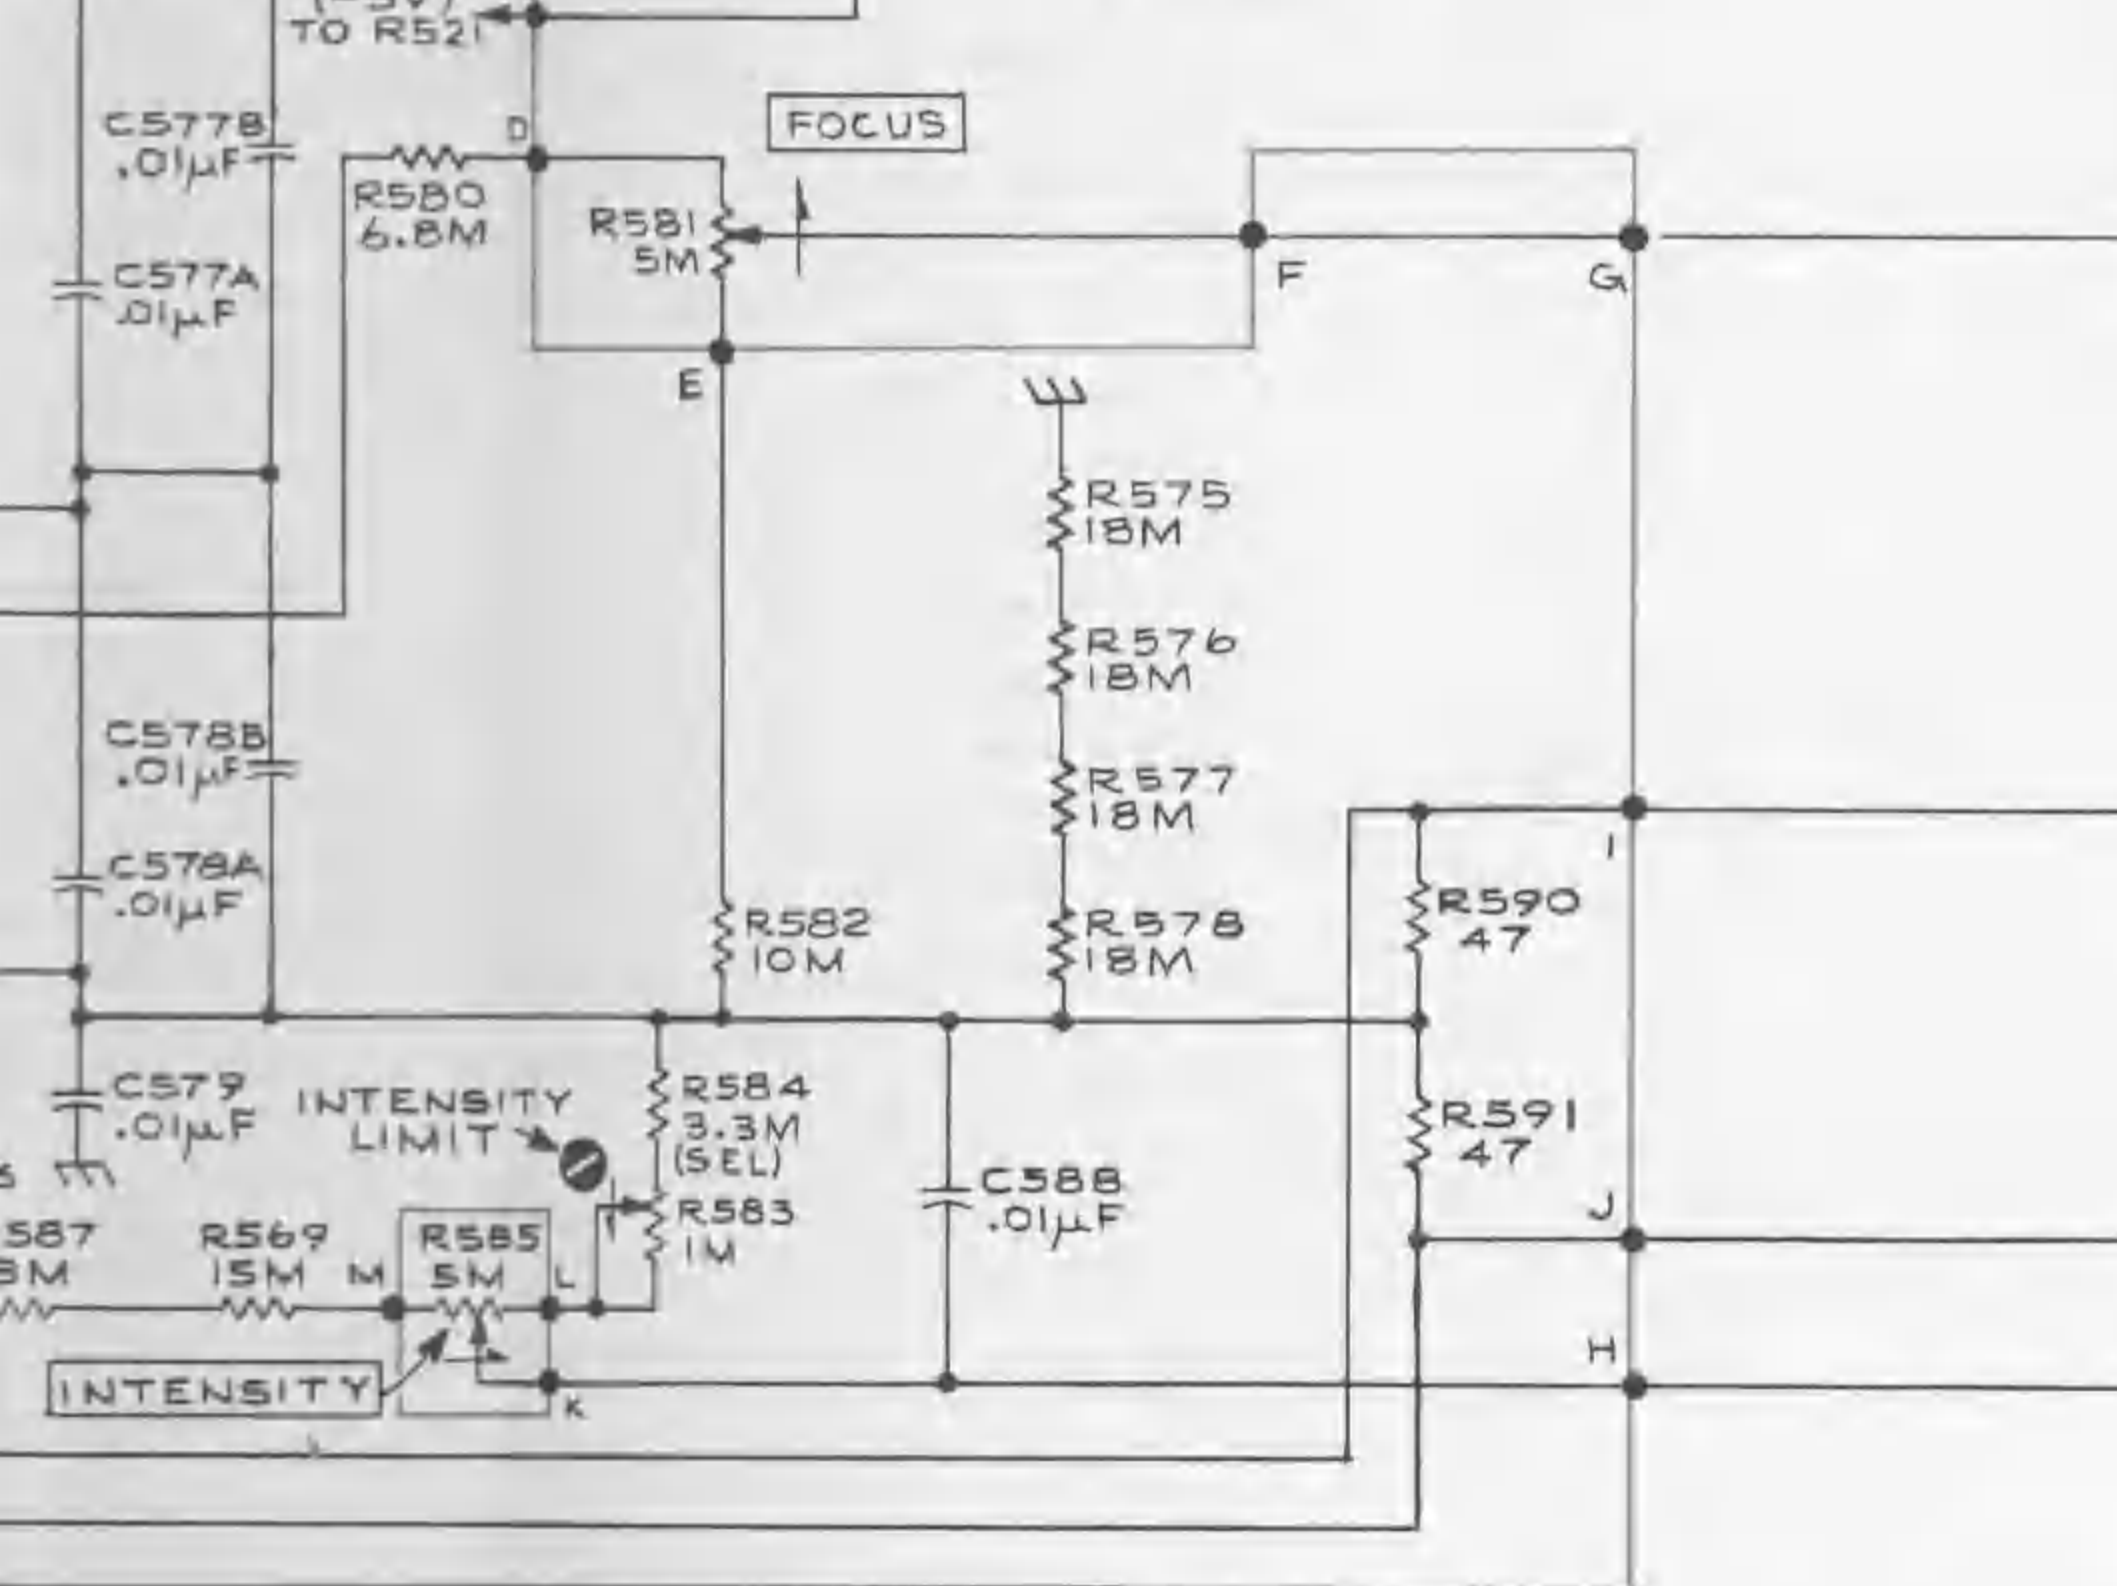 TO R521
C577B
.01µF
D
FOCUS
R580
6.8M
R581
5M
C577A
.01µF
F
G
E
R575
18M
R576
18M
R577
18M
C578B
.01µF
I
C578A
.01µF
R582
10M
R578
18M
R590
47
C579
.01µF
INTENSITY
LIMIT
R584
3.3M
(SEL)
R591
47
C588
.01µF
J
R583
1M
R569
15M
M
R585
5M
L
H
INTENSITY
K